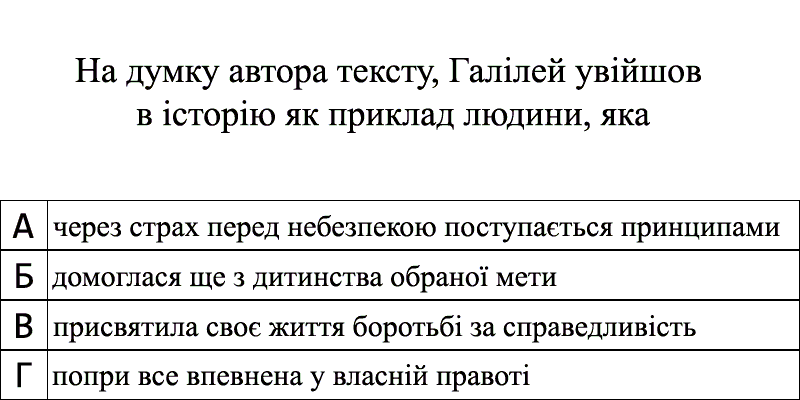 На думку автора тексту, Галілей увійшов
в історію як приклад людини, яка
А через страх перед небезпекою поступається принципами
Б домоглася ще з дитинства обраної мети
В присвятила своє життя боротьбі за справедливість
Г попри все впевнена у власній правоті